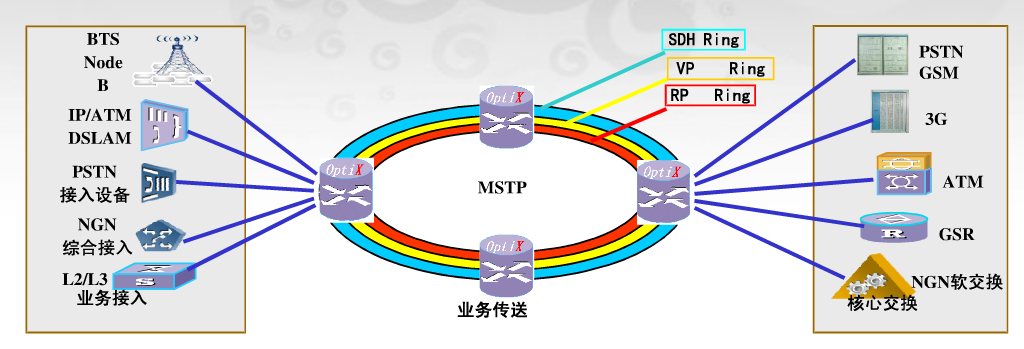 BTS
Node
B
IP/ATM
DSLAM
PSTN
接入设备
NGN
综合接入
L2/L3
S
业务接入
SDH Ring
VP Ring
RP Ring
OptiX
OptiX
OptiX
OptiX
MSTP
业务传送
PSTN
GSM
3G
ATM
R
GSR
NGN软交换
核心交换